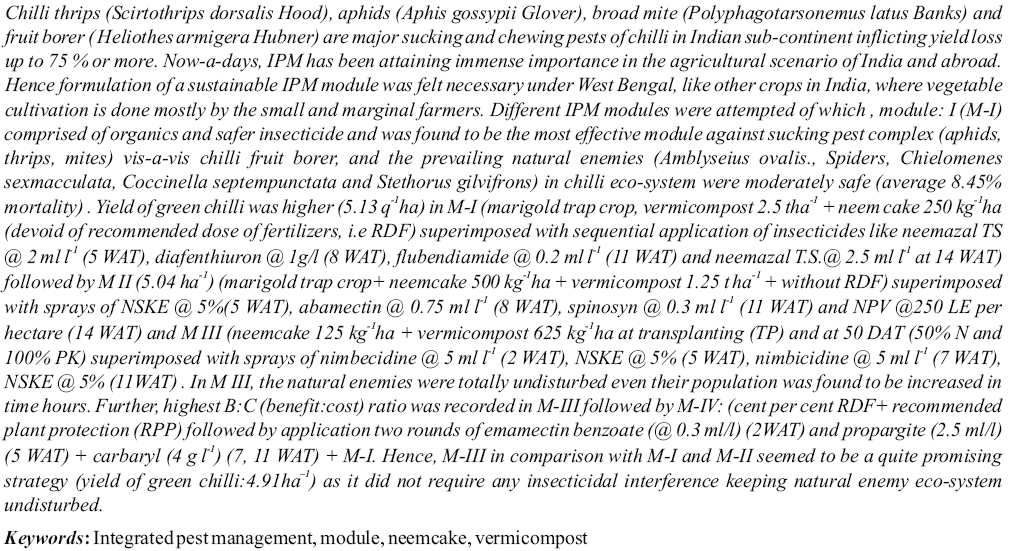 Chilli thrips (Scirtothrips dorsalis Hood), aphids (Aphis gossypii Glover), broad mite (Polyphagotarsonemus latus Banks) and
fruit borer (Heliothes armigera Hubner) are major sucking and chewing pests of chilli in Indian sub-continent inflicting yield loss
up to 75 % or more. Now-a-days, IPM has been attaining immense importance in the agricultural scenario of India and abroad.
Hence formulation of a sustainable IPM module was felt necessary under West Bengal, like other crops in India, where vegetable
cultivation is done mostly by the small and marginal farmers. Different IPM modules were attempted of which , module: I (M-I)
comprised of organics and safer insecticide and was found to be the most effective module against sucking pest complex (aphids,
thrips, mites) vis-a-vis chilli fruit borer, and the prevailing natural enemies (Amblyseius ovalis., Spiders, Chielomenes
sexmacculata, Coccinella septempunctata and Stethorus gilvifrons) in chilli eco-system were moderately safe (average 8.45%
mortality) . Yield of green chilli was higher (5.13 q⁻¹ha) in M-I (marigold trap crop, vermicompost 2.5 tha⁻¹ + neem cake 250 kg⁻¹ha
(devoid of recommended dose of fertilizers, i.e RDF) superimposed with sequential application of insecticides like neemazal TS
@ 2 ml l⁻¹ (5 WAT), diafenthiuron @ 1g/l (8 WAT), flubendiamide @ 0.2 ml l⁻¹ (11 WAT) and neemazal T.S.@ 2.5 ml l⁻¹ at 14 WAT)
followed by M II (5.04 ha⁻¹) (marigold trap crop+ neemcake 500 kg⁻¹ha + vermicompost 1.25 t ha⁻¹ + without RDF) superimposed
with sprays of NSKE @ 5%(5 WAT), abamectin @ 0.75 ml l⁻¹ (8 WAT), spinosyn @ 0.3 ml l⁻¹ (11 WAT) and NPV @250 LE per
hectare (14 WAT) and M III (neemcake 125 kg⁻¹ha + vermicompost 625 kg⁻¹ha at transplanting (TP) and at 50 DAT (50% N and
100% PK) superimposed with sprays of nimbecidine @ 5 ml l⁻¹ (2 WAT), NSKE @ 5% (5 WAT), nimbicidine @ 5 ml l⁻¹ (7 WAT),
NSKE @ 5% (11WAT) . In M III, the natural enemies were totally undisturbed even their population was found to be increased in
time hours. Further, highest B:C (benefit:cost) ratio was recorded in M-III followed by M-IV: (cent per cent RDF+ recommended
plant protection (RPP) followed by application two rounds of emamectin benzoate (@ 0.3 ml/l) (2WAT) and propargite (2.5 ml/l)
(5 WAT) + carbaryl (4 g l⁻¹) (7, 11 WAT) + M-I. Hence, M-III in comparison with M-I and M-II seemed to be a quite promising
strategy (yield of green chilli:4.91ha⁻¹) as it did not require any insecticidal interference keeping natural enemy eco-system
undisturbed.
Keywords: Integrated pest management, module, neemcake, vermicompost